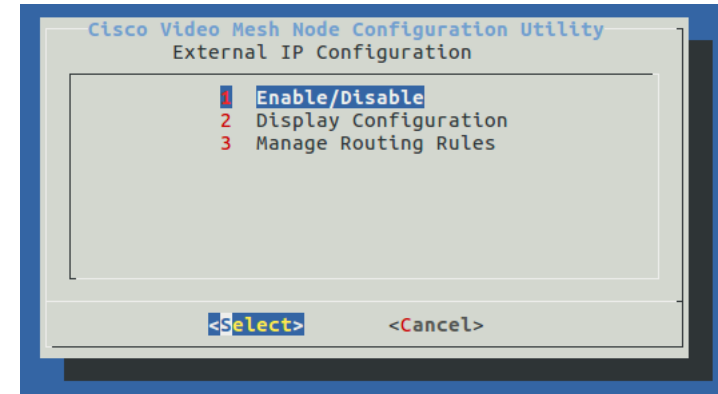 Cisco Video Mesh Node Configuration Utility
External IP Configuration
1 Enable/Disable
2 Display Configuration
3 Manage Routing Rules
<Select> <Cancel>